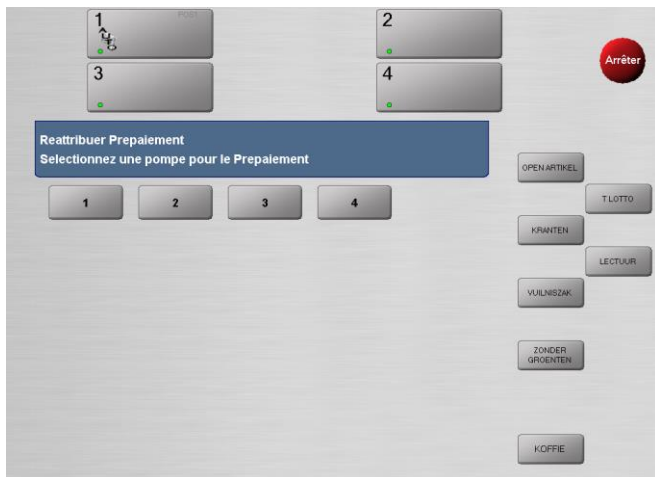 1 POST
2
Arrêter
3
4
Reattribuer Prepaiement
Selectionnez une pompe pour le Prepaiement
OPEN ARTIKEL
1 2 3 4
T LOTTO
KRANTEN
LECTUUR
VUILNISZAK
ZONDER
GROENTEN
KOFFIE